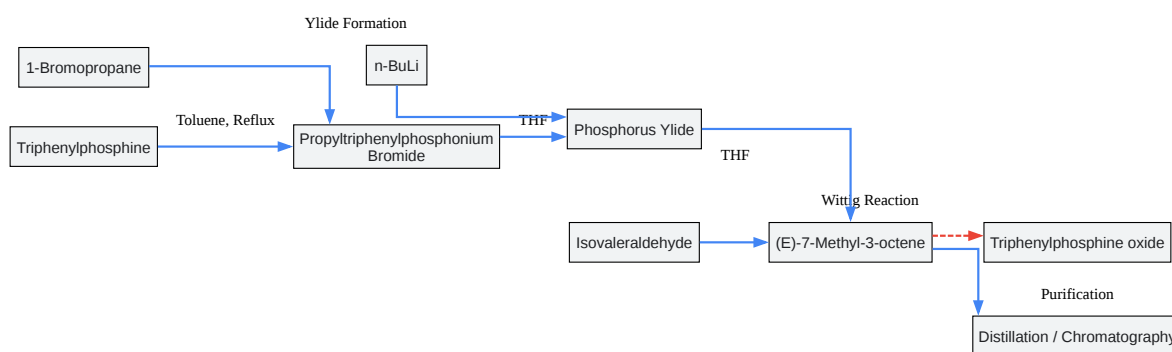 Ylide Formation
1-Bromopropane
n-BuLi
Toluene, Reflux
THF
Triphenylphosphine
Propyltriphenylphosphonium
Bromide
Phosphorus Ylide
THF
Wittig Reaction
Isovaleraldehyde
(E)-7-Methyl-3-octene
Triphenylphosphine oxide
Purification
Distillation / Chromatography